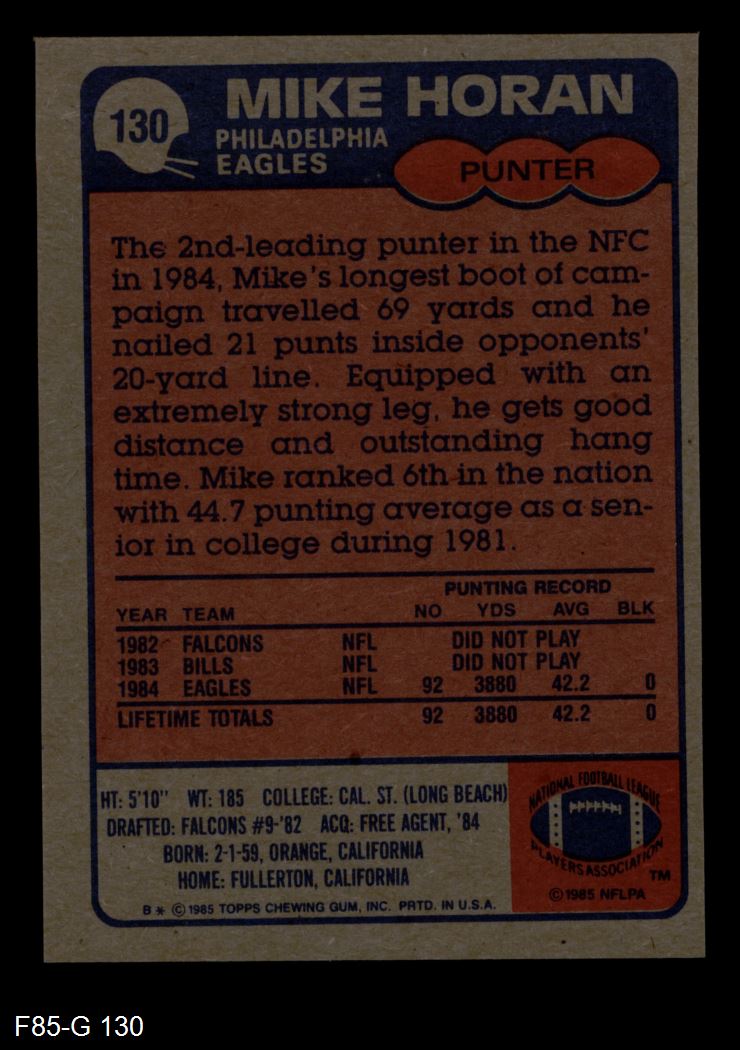 130
MIKE HORAN
PHILADELPHIA
EAGLES
PUNTER
The 2nd-leading punter in the NFC
in 1984, Mike's longest boot of cam-
paign travelled 69 yards and he
nailed 21 punts inside opponents'
20-yard line. Equipped with an
extremely strong leg, he gets good
distance and outstanding hang
time. Mike ranked 6th in the nation
with 44.7 punting average as a sen-
ior in college during 1981.
PUNTING RECORD
YEAR TEAM NO YDS AVG BLK
1982 FALCONS NFL DID NOT PLAY
1983 BILLS NFL DID NOT PLAY
1984 EAGLES NFL 92 3880 42.2 0
LIFETIME TOTALS 92 3880 42.2 0
HT: 5'10" WT: 185 COLLEGE: CAL. ST. (LONG BEACH)
DRAFTED: FALCONS #9-'82 ACQ: FREE AGENT, '84
BORN: 2-1-59, ORANGE, CALIFORNIA
HOME: FULLERTON, CALIFORNIA
B * © 1985 TOPPS CHEWING GUM, INC. PRTD. IN U.S.A.
NATIONAL FOOTBALL LEAGUE
PLAYERS ASSOCIATION
TM
© 1985 NFLPA
F85-G 130